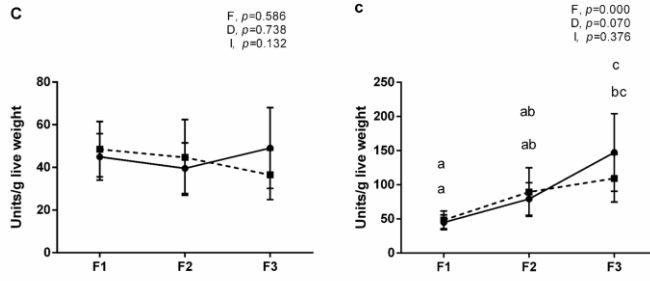 C
F, p=0.586
D, p=0.738
I, p=0.132
Units/g live weight
80
60
40
20
0
F1 F2 F3
c
F, p=0.000
D, p=0.070
I, p=0.376
Units/g live weight
250
200
150
100
50
0
a
a
ab
ab
c
bc
F1 F2 F3